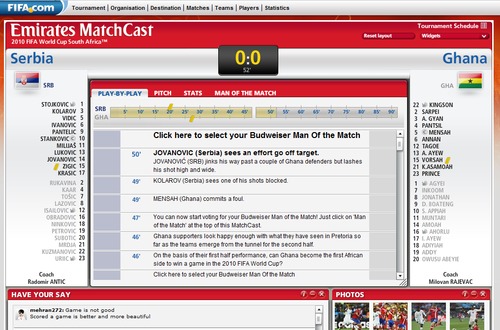 FIFA.com
Tournament | Organisation | Destination | Matches | Teams | Players | Statistics
Emirates MatchCast
2010 FIFA World Cup South Africa™
Tournament Schedule
Reset layout
Widgets
Serbia
0:0
52'
Ghana
SRB
GHA
STOJKOVIC 1
KOLAROV 3
VIDIC 5
IVANOVIC 6
PANTELIC 9
STANKOVIC 10
MILIJAS 11
LUKOVIC 13
JOVANOVIC 14
ZIGIC 15
KRASIC 17
RUKAVINA 2
KACAR 4
TOSIC 7
LAZOVIC 8
ISAILOVIC 12
OBRADOVIC 16
NINKOVIC 18
PETROVIC 19
SUBOTIC 20
MRDJA 21
KUZMANOVIC 22
URIIC 23
Coach
Radomir ANTIC
PLAY-BY-PLAY PITCH STATS MAN OF THE MATCH
SRB
GHA
5' 10' 15' 20' 25' 30' 35' 40' 45' 50' 55' 60' 65' 70' 75' 80' 85' 90'
Click here to select your Budweiser Man Of the Match
50' JOVANOVIC (Serbia) sees an effort go off target.
JOVANOVIĆ (SRB) jinks his way past a couple of Ghana defenders but lashes
his shot high and wide.
49' KOLAROV (Serbia) sees one of his shots blocked.
49' MENSAH (Ghana) commits a foul.
47' You can now start voting for your Budweiser Man of the Match! Just click on 'Man
of the Match' at the top of this MatchCast.
46' Ghana supporters look happy enough with what they have seen in Pretoria so
far as the teams emerge from the tunnel for the second half.
46' On the basis of their first half performance, can Ghana become the first African
side to win a game in the 2010 FIFA World Cup?
Click here to select your Budweiser Man Of the Match
22 KINGSON
2 SARPEI
3 A. GYAN
4 PANTSIL
5 MENSAH
6 ANNAN
12 TAGOE
13 A. AYEW
15 VORSAH
21 K.ASAMOAH
23 PRINCE
1 AGYEI
7 INKOOM
8 JONATHAN
9 D. BOATENG
10 S. APPIAH
11 MUNTARI
14 AMOAH
16 AHORLU
17 I. AYEW
18 ADIYIAH
19 ADDY
20 OWUSU ABEYIE
Coach
Milovan RAJEVAC
HAVE YOUR SAY
mehran272: Game is not good
Scored a game is better and more beautiful
PHOTOS